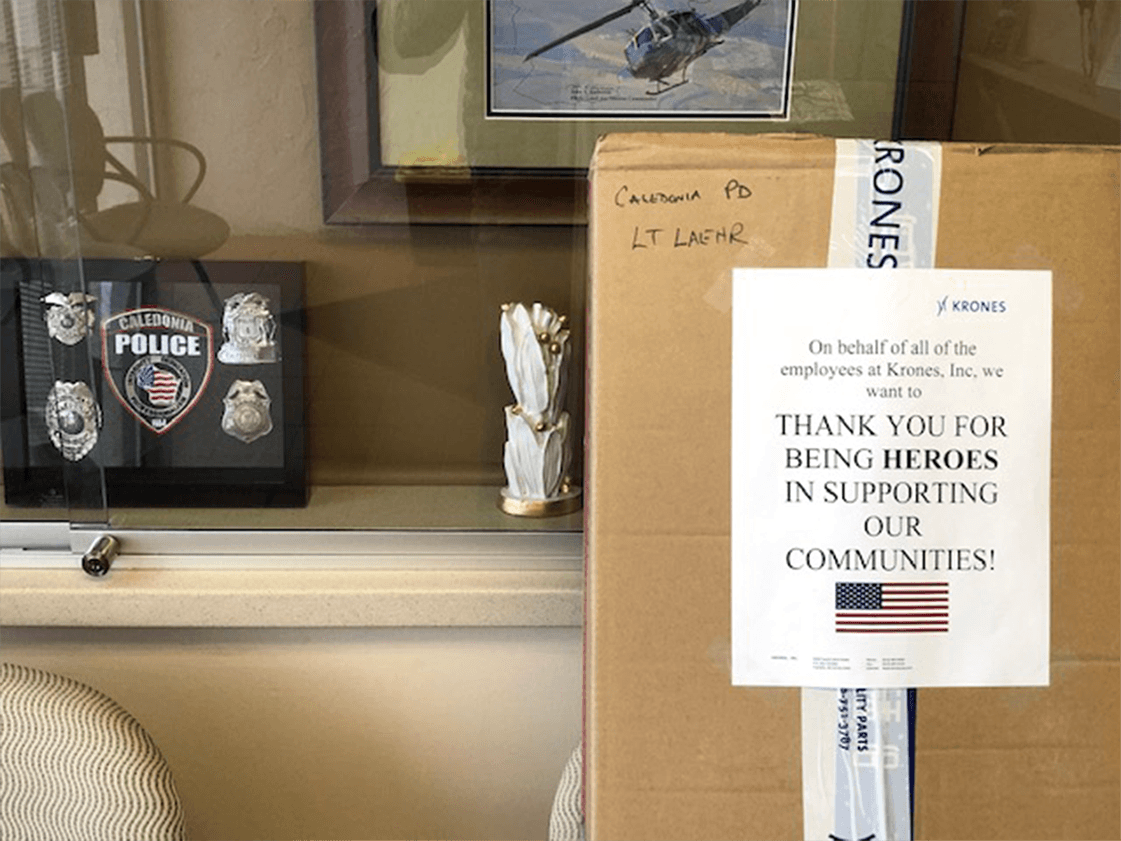 CALEDONIA PD
LT LAEHR
KRONES
KRONES
On behalf of all of the
employees at Krones, Inc, we
want to
THANK YOU FOR
BEING HEROES
IN SUPPORTING
OUR
COMMUNITIES!
LITY PARTS
CALEDONIA
POLICE